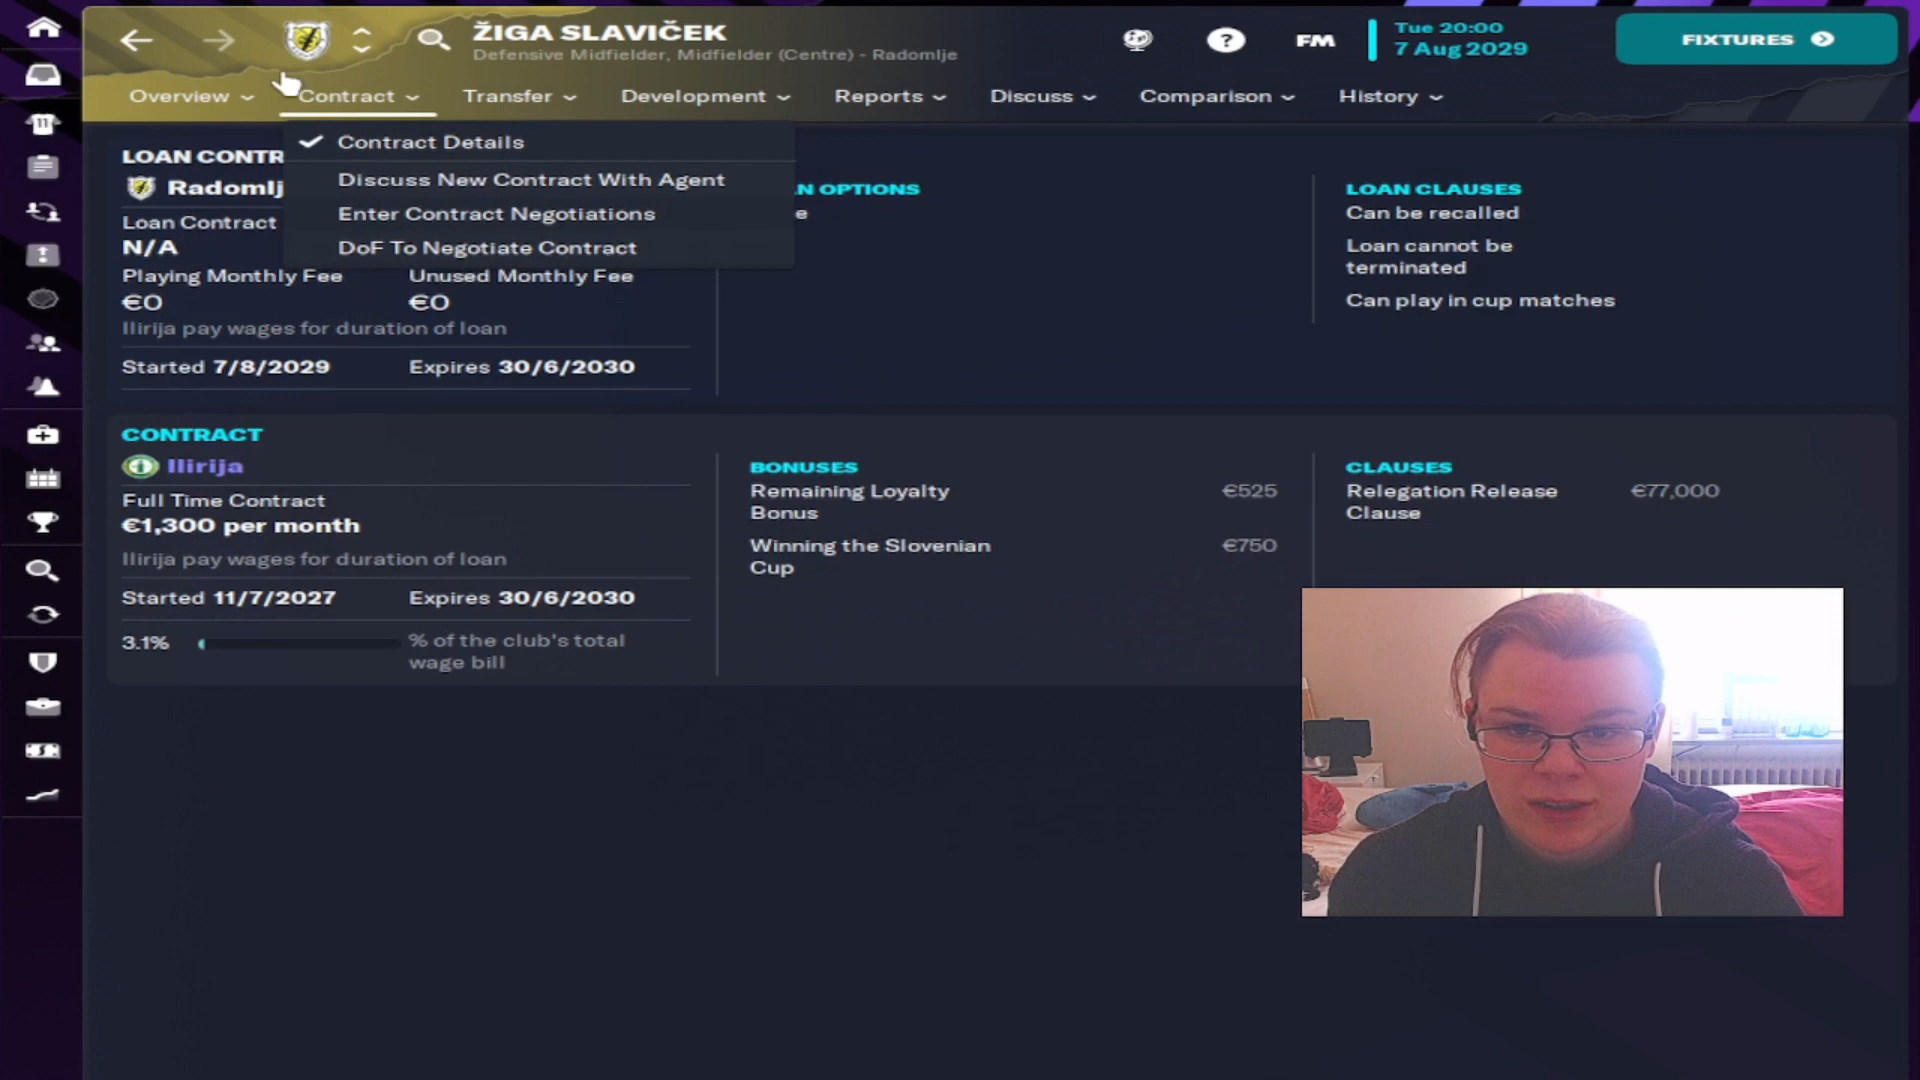 ŽIGA SLAVIČEK
Defensive Midfielder, Midfielder (Centre) - Radomlje
FM
Tue 20:00
7 Aug 2029
FIXTURES
Overview
Contract
Transfer
Development
Reports
Discuss
Comparison
History
Contract Details
Discuss New Contract With Agent
Enter Contract Negotiations
DoF To Negotiate Contract
LOAN CONTR
Radomlj
Loan Contract
N/A
Playing Monthly Fee
Unused Monthly Fee
€0
€0
Ilirija pay wages for duration of loan
Started 7/8/2029
Expires 30/6/2030
N OPTIONS
e
LOAN CLAUSES
Can be recalled
Loan cannot be
terminated
Can play in cup matches
CONTRACT
Ilirija
Full Time Contract
€1,300 per month
Ilirija pay wages for duration of loan
Started 11/7/2027
Expires 30/6/2030
3.1%
% of the club's total
wage bill
BONUSES
Remaining Loyalty
Bonus
€525
Winning the Slovenian
Cup
€750
CLAUSES
Relegation Release
Clause
€77,000
11